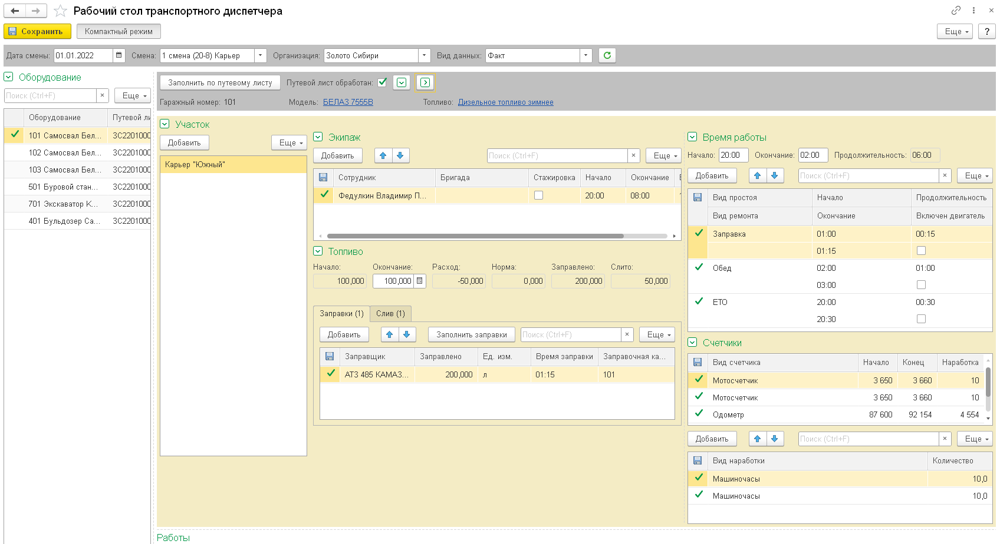 Рабочий стол транспортного диспетчера
Сохранить Компактный режим Еще ?
Дата смены: 01.01.2022 Смена: 1 смена (20-8) Карьер Организация: Золото Сибири Вид данных: Факт
Оборудование
Поиск (Ctrl+F) × Еще
Оборудование Путевой ли
101 Самосвал Бел... ЗС2201000
102 Самосвал Бел... ЗС2201000
103 Самосвал Бел... ЗС2201000
501 Буровой стан... ЗС2201000
701 Экскаватор К... ЗС2201000
401 Бульдозер Са... ЗС2201000
Заполнить по путевому листу Путевой лист обработан:
Гаражный номер: 101 Модель: БЕЛАЗ 7555В Топливо: Дизельное топливо зимнее
Участок
Добавить Еще
Карьер "Южный"
Экипаж
Добавить Поиск (Ctrl+F) × Еще
Сотрудник Бригада Стажировка Начало Окончание
Федулкин Владимир П... 20:00 08:00
Топливо
Начало: Окончание: Расход: Норма: Заправлено: Слито:
100,000 100,000 -50,000 0,000 200,000 50,000
Заправки (1) Слив (1)
Добавить Заполнить заправки Поиск (Ctrl+F) × Еще
Заправщик Заправлено Ед. изм. Время заправки Заправочная ка...
АТЗ 485 КАМАЗ... 200,000 л 01:15 101
Время работы
Начало: 20:00 Окончание: 02:00 Продолжительность: 06:00
Добавить Поиск (Ctrl+F) × Еще
Вид простоя Начало Продолжительность
Вид ремонта Окончание Включен двигатель
Заправка 01:00 00:15
01:15
Обед 02:00 01:00
03:00
ЕТО 20:00 00:30
20:30
Счетчики
Вид счетчика Начало Конец Наработка
Мотосчетчик 3 650 3 660 10
Мотосчетчик 3 650 3 660 10
Одометр 87 600 92 154 4 554
Добавить Поиск (Ctrl+F) × Еще
Вид наработки Количество
Машиночасы 10,0
Машиночасы 10,0
Работы